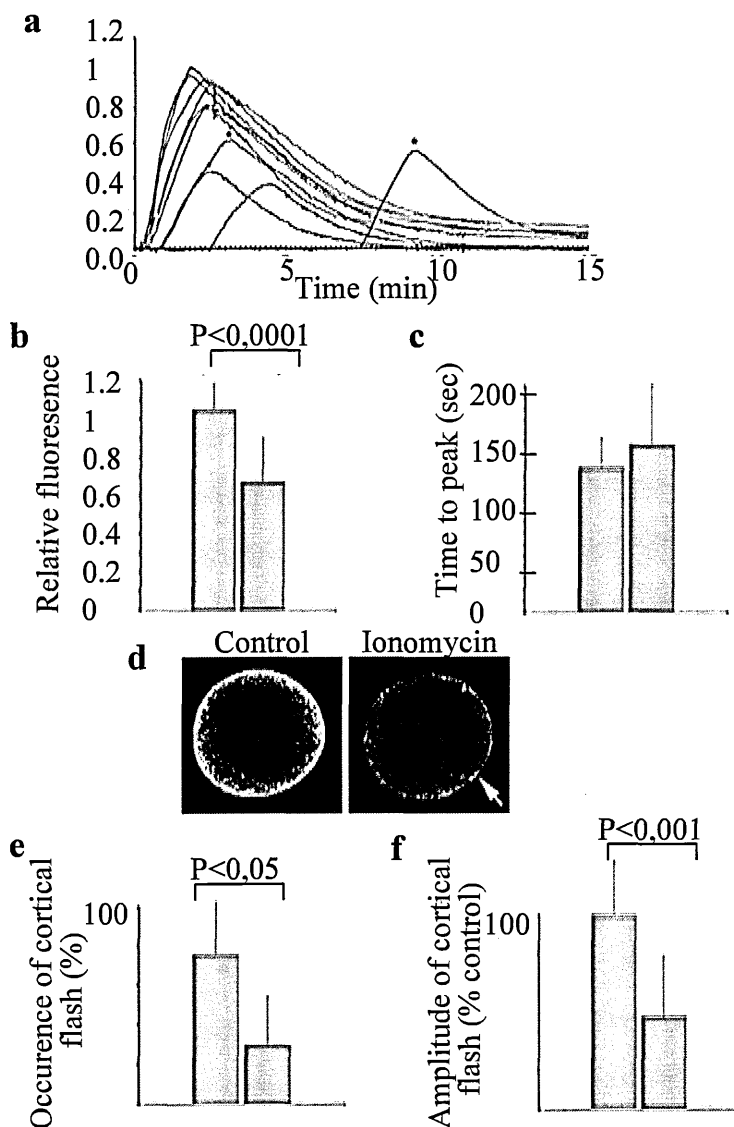 a
1.2
1
0.8
0.6
0.4
0.2
0.0
0 5 10 15
Time (min)
b
P<0,0001
Relative fluoresence
1.2
1
0.8
0.6
0.4
0.2
0
c
Time to peak (sec)
200
150
100
50
0
d
Control Ionomycin
e
P<0,05
Occurence of cortical
flash (%)
100
f
P<0,001
Amplitude of cortical
flash (% control)
100